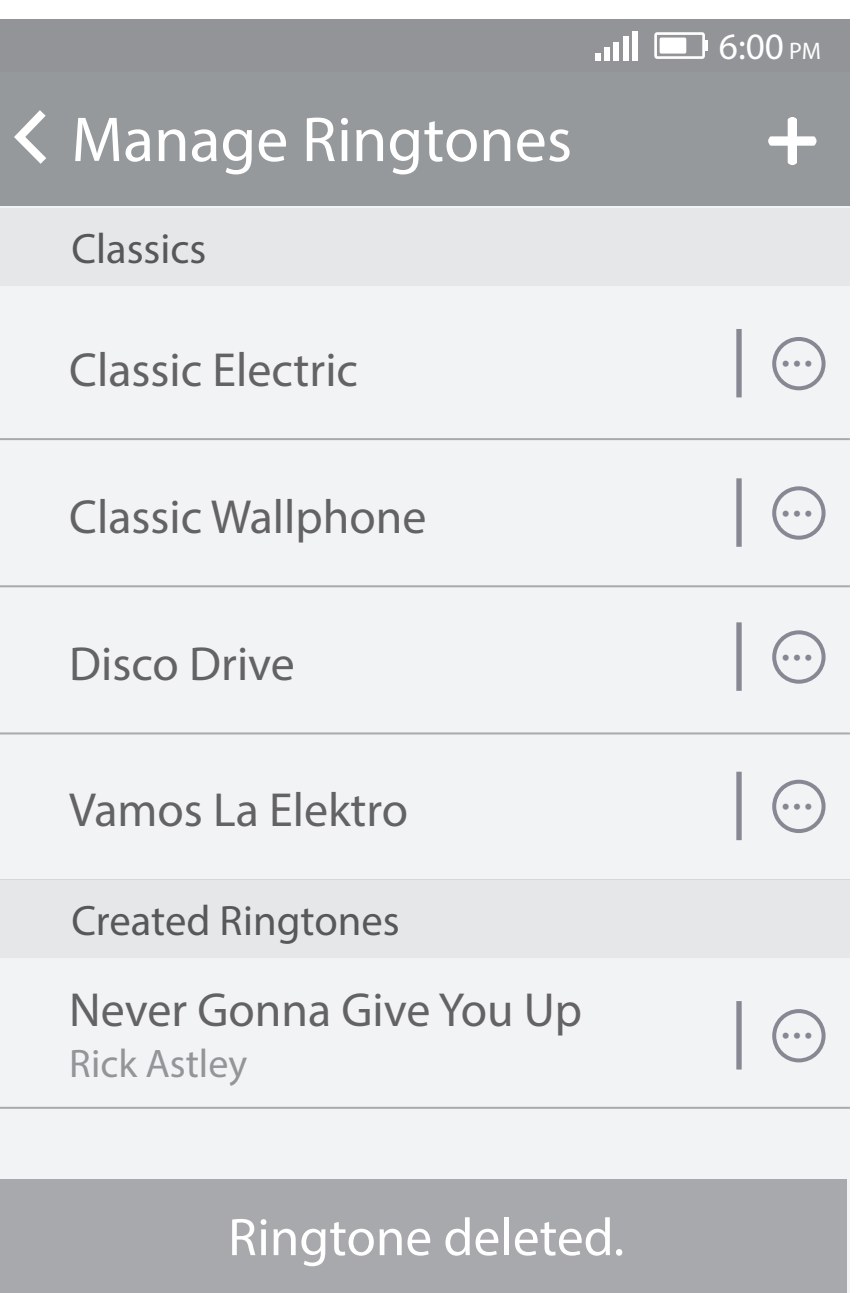 6:00 PM
Manage Ringtones
Classics
Classic Electric
Classic Wallphone
Disco Drive
Vamos La Elektro
Created Ringtones
Never Gonna Give You Up
Rick Astley
Ringtone deleted.